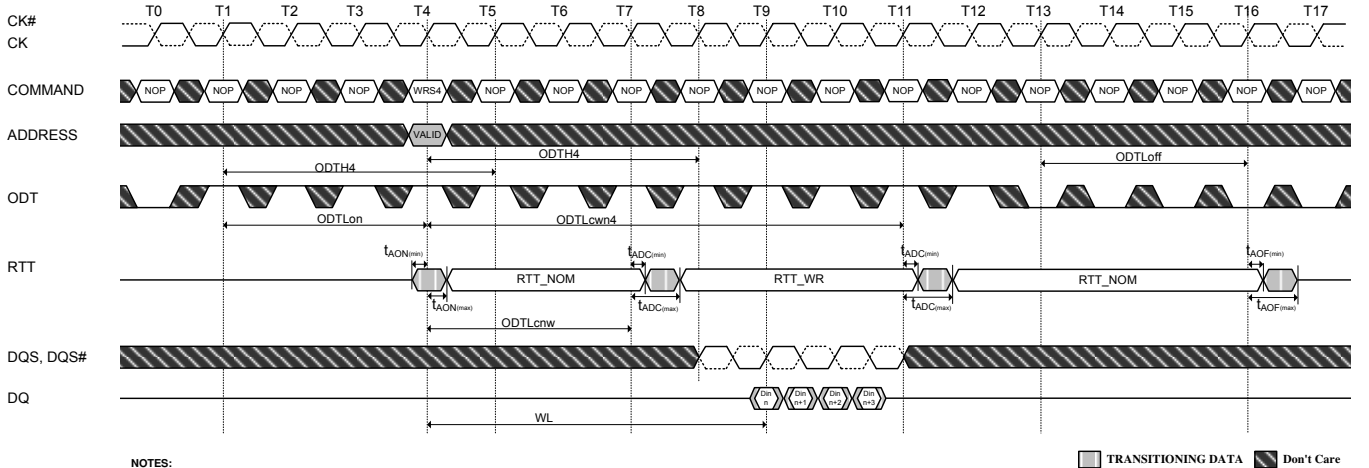 CK#
CK
T0 T1 T2 T3 T4 T5 T6 T7 T8 T9 T10 T11 T12 T13 T14 T15 T16 T17
COMMAND
NOP NOP NOP NOP WRS4 NOP NOP NOP NOP NOP NOP NOP NOP NOP NOP NOP NOP NOP
ADDRESS
VALID
ODTH4 ODTH4 ODTLoff
ODT
ODTLon ODTLcwn4
RTT
tAON(min) tADC(min) tADC(min) tAOF(min)
RTT_NOM RTT_WR RTT_NOM
tAON(max) tADC(max) tADC(max) tAOF(max)
ODTLcnw
DQS, DQS#
DQ
Din n Din n+1 Din n+2 Din n+3
WL
NOTES:
TRANSITIONING DATA Don't Care